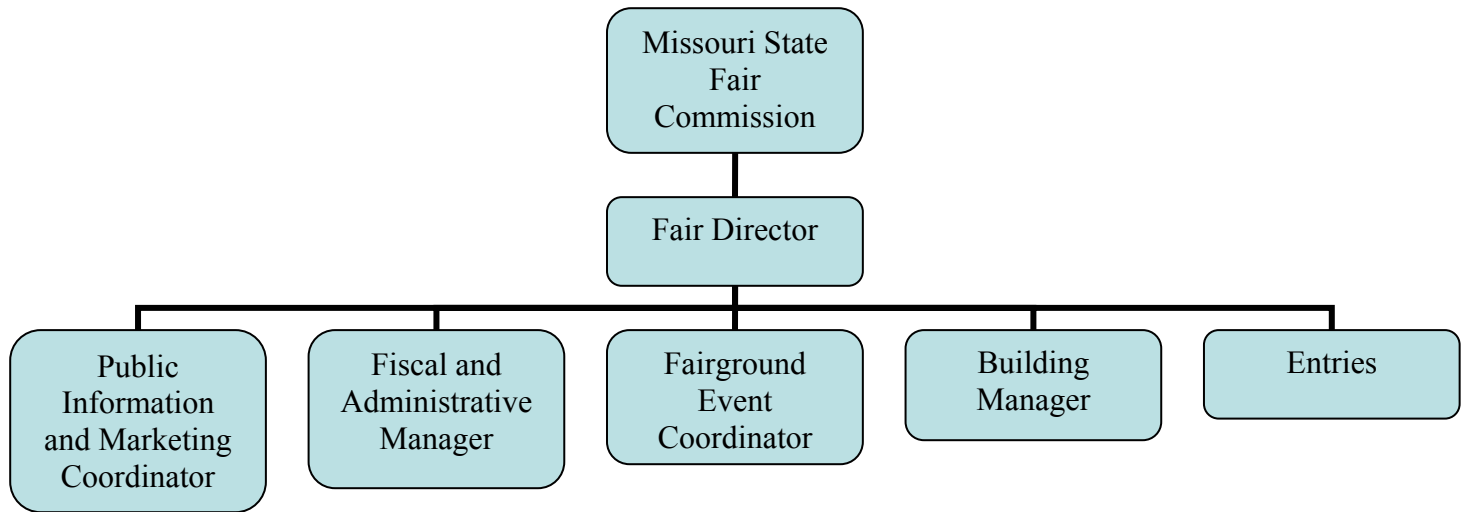 Missouri State
Fair
Commission
Fair Director
Public
Information
and Marketing
Coordinator
Fiscal and
Administrative
Manager
Fairground
Event
Coordinator
Building
Manager
Entries